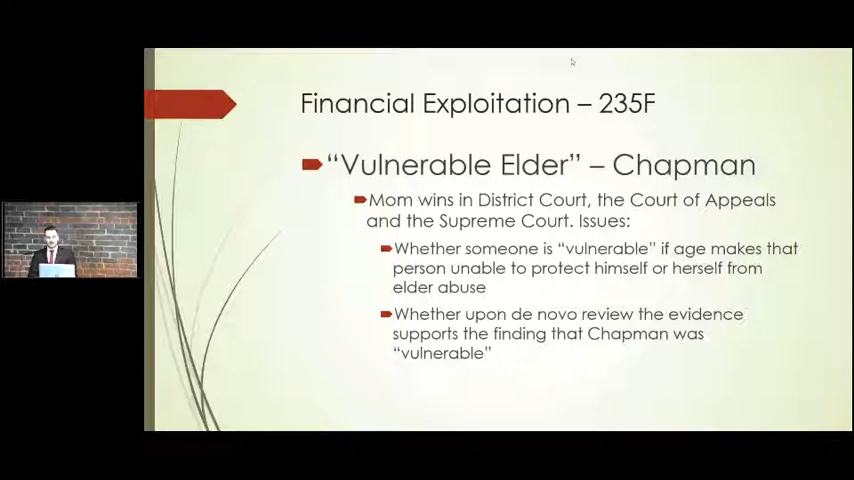 Financial Exploitation – 235F
“Vulnerable Elder” – Chapman
Mom wins in District Court, the Court of Appeals
and the Supreme Court. Issues:
Whether someone is “vulnerable” if age makes that
person unable to protect himself or herself from
elder abuse
Whether upon de novo review the evidence
supports the finding that Chapman was
“vulnerable”